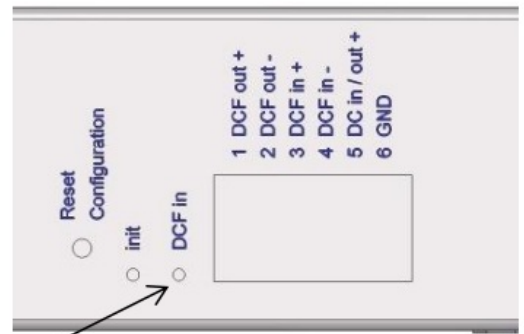 Reset
Configuration
init
DCF in
1 DCF out +
2 DCF out -
3 DCF in +
4 DCF in -
5 DC in / out +
6 GND